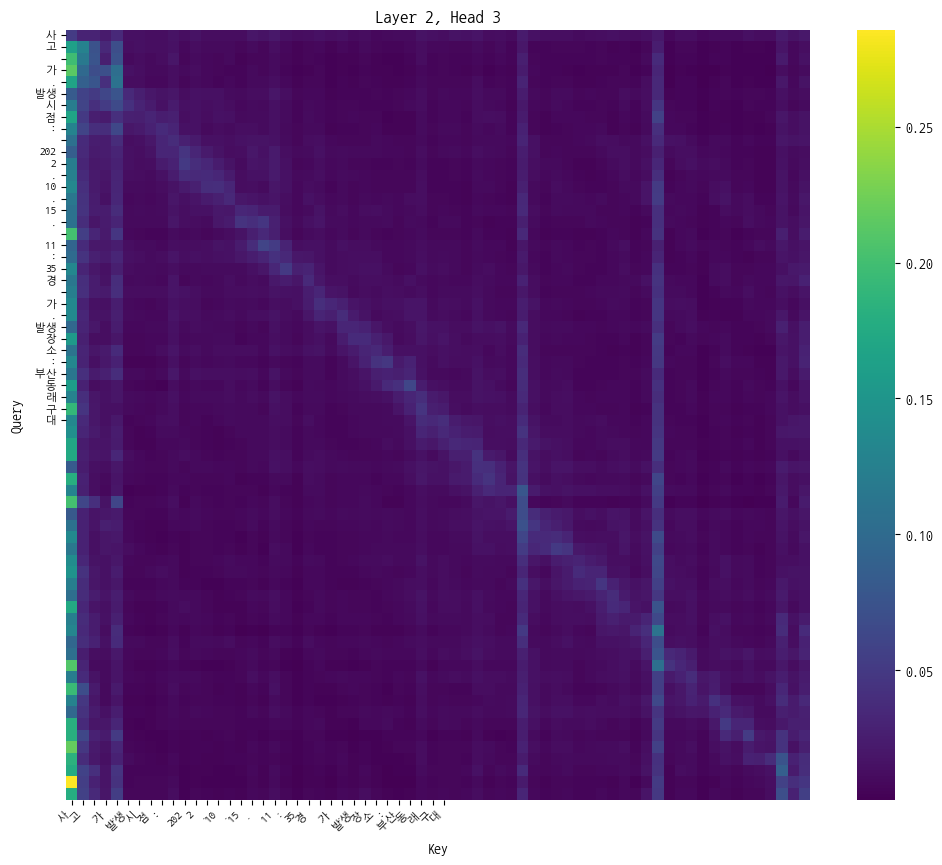 Layer 2, Head 3
사
고
가
.
발생
시
점
:
202
2
.
10
.
15
.
11
:
35
경
가
.
발생
장
소
:
부산
동
래
구
대
Query
0.25
0.20
0.15
0.10
0.05
사 고 가 발생 시 점 : 202 2 10 15 . 11 : 35 경 가 발생 장 소 : 부산 동 래 구 대
Key